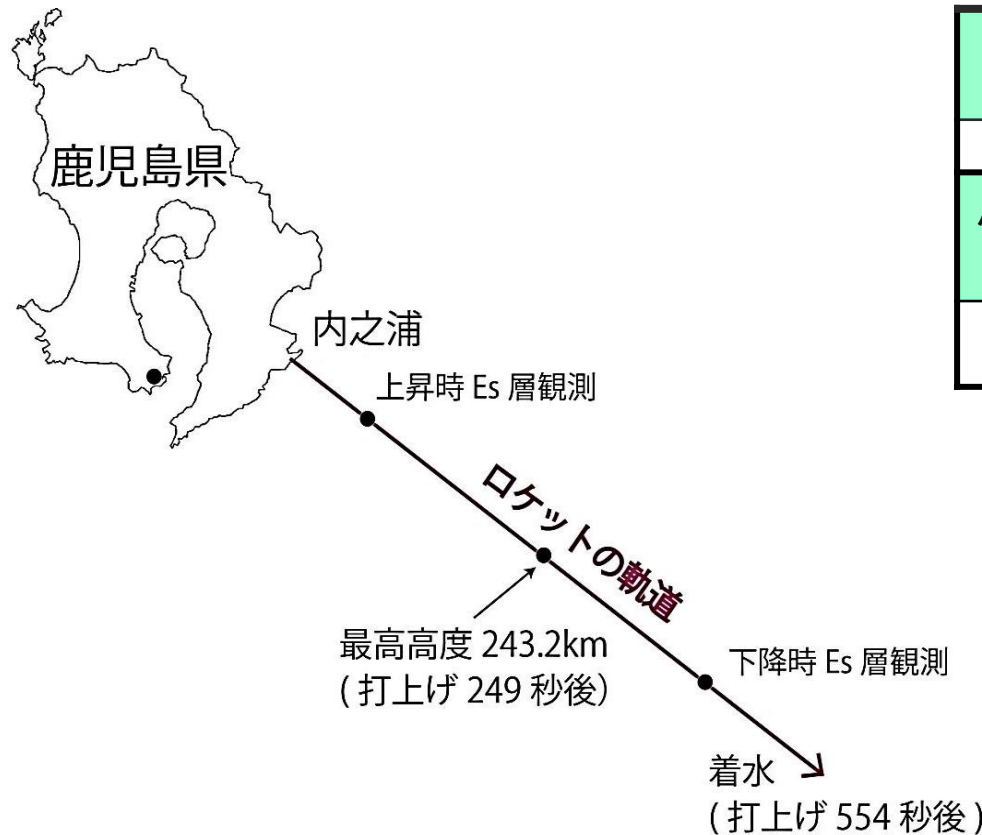 鹿児島県
内之浦
上昇時 Es 層観測
ロケットの軌道
最高高度 243.2km
( 打上げ 249 秒後）
下降時 Es 層観測
着水
( 打上げ 554 秒後 )